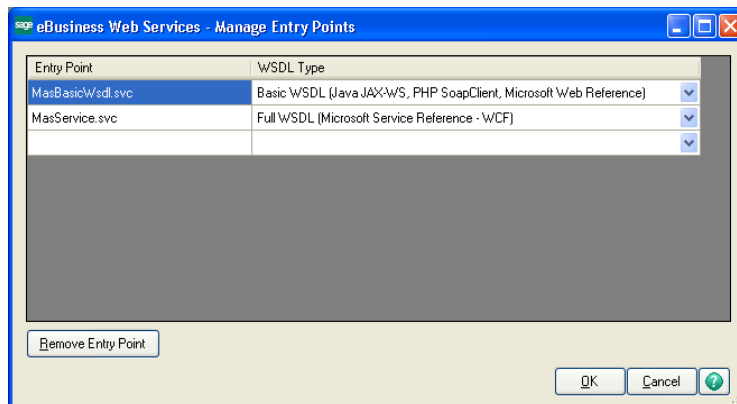 sage eBusiness Web Services - Manage Entry Points
Entry Point WSDL Type
MasBasicWsdl.svc Basic WSDL (Java JAX-WS, PHP SoapClient, Microsoft Web Reference)
MasService.svc Full WSDL (Microsoft Service Reference - WCF)
Remove Entry Point
OK Cancel ?